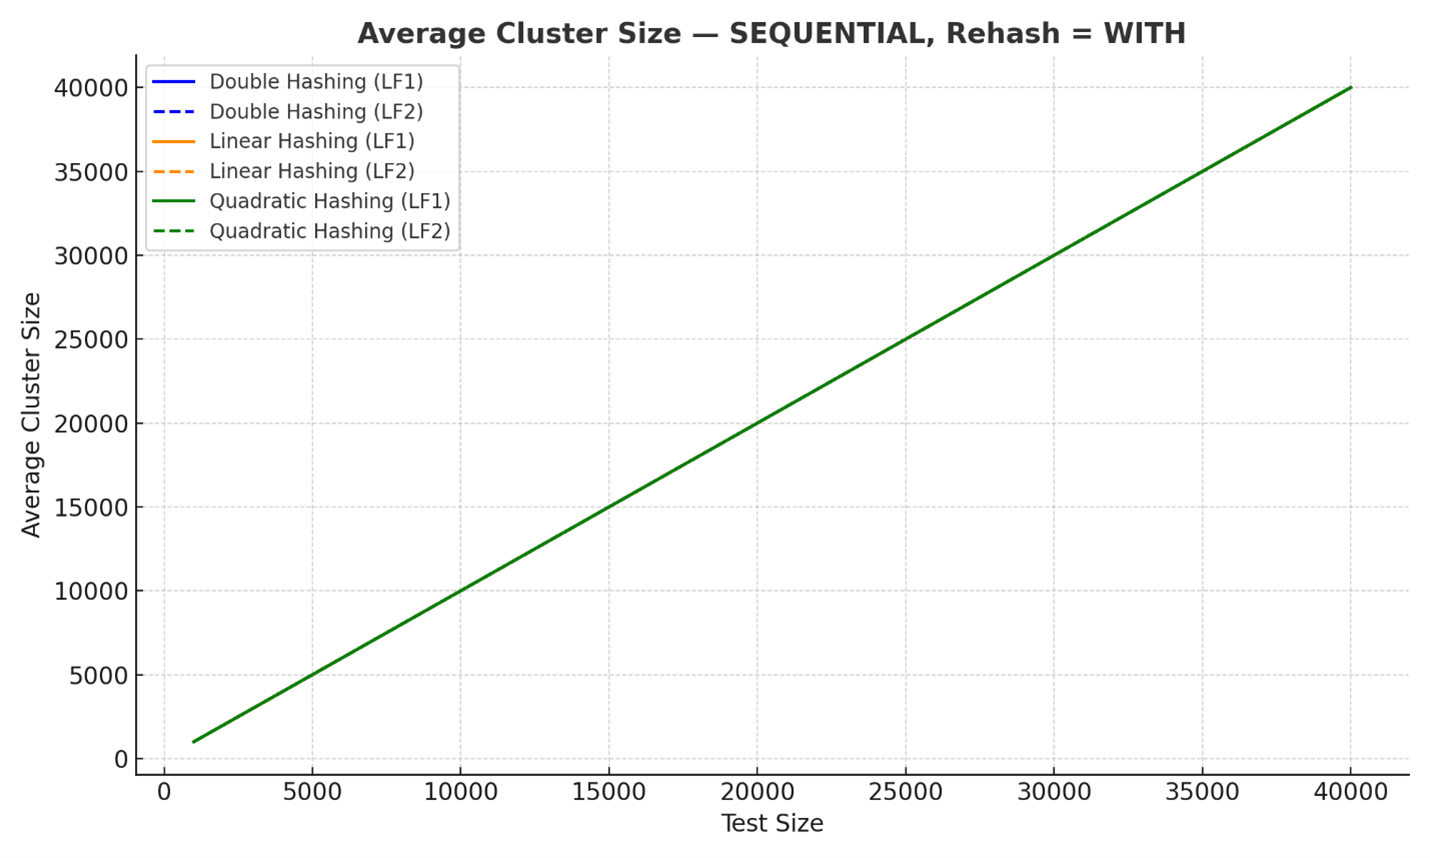 Average Cluster Size — SEQUENTIAL, Rehash = WITH
Double Hashing (LF1)
Double Hashing (LF2)
Linear Hashing (LF1)
Linear Hashing (LF2)
Quadratic Hashing (LF1)
Quadratic Hashing (LF2)
Average Cluster Size
40000
35000
30000
25000
20000
15000
10000
5000
0
0 5000 10000 15000 20000 25000 30000 35000 40000
Test Size